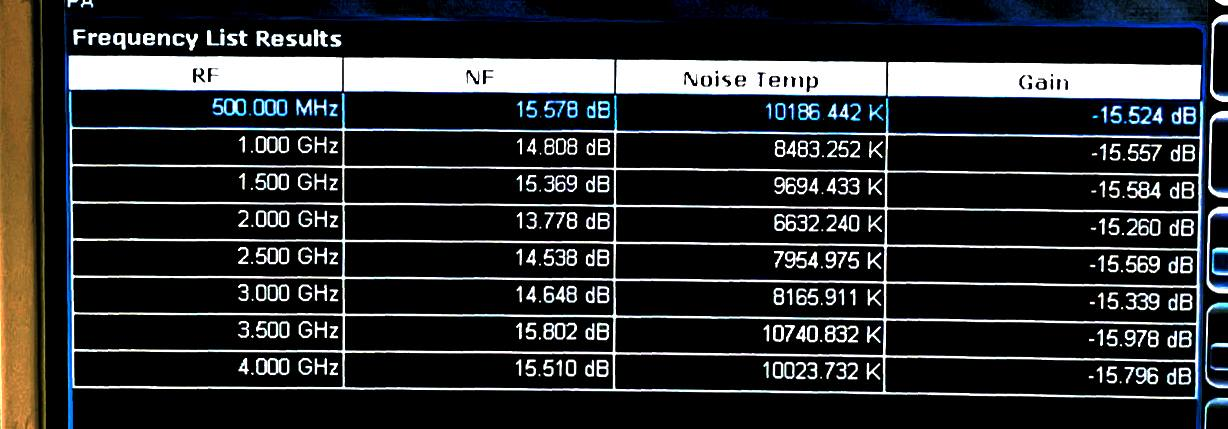 PA
Frequency List Results
RF NF Noise Temp Gain
500.000 MHz 15.578 dB 10186.442 K -15.524 dB
1.000 GHz 14.808 dB 8483.252 K -15.557 dB
1.500 GHz 15.369 dB 9694.433 K -15.584 dB
2.000 GHz 13.778 dB 6632.240 K -15.260 dB
2.500 GHz 14.538 dB 7954.975 K -15.569 dB
3.000 GHz 14.648 dB 8165.911 K -15.339 dB
3.500 GHz 15.802 dB 10740.832 K -15.978 dB
4.000 GHz 15.510 dB 10023.732 K -15.796 dB